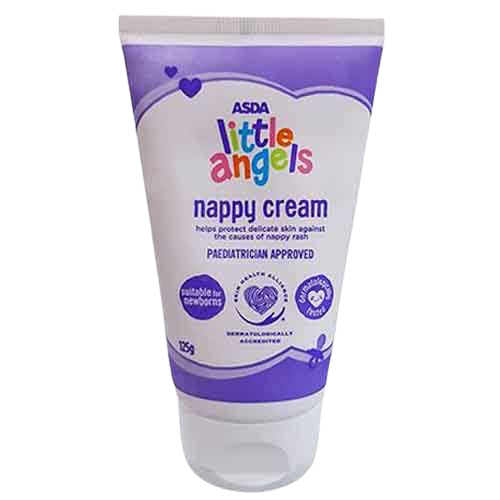 ASDA
little
angels
nappy cream
helps protect delicate skin against
the causes of nappy rash
PAEDIATRICIAN APPROVED
suitable for
newborns
SKIN HEALTH ALLIANCE
DERMATOLOGICALLY
ACCREDITED
dermatologically
tested
125g